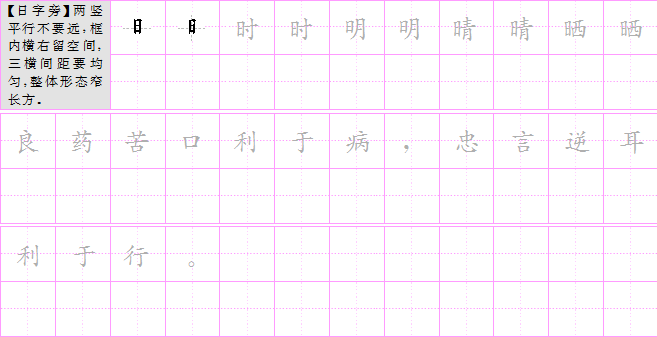 【日字旁】两竖
平行不要远,框
内横右留空间,
三横间距要均
匀,整体形态窄
长方.
日 日 时 时 明 明 晴 晴 晒 晒
良 药 苦 口 利 于 病 , 忠 言 逆 耳
利 于 行 。